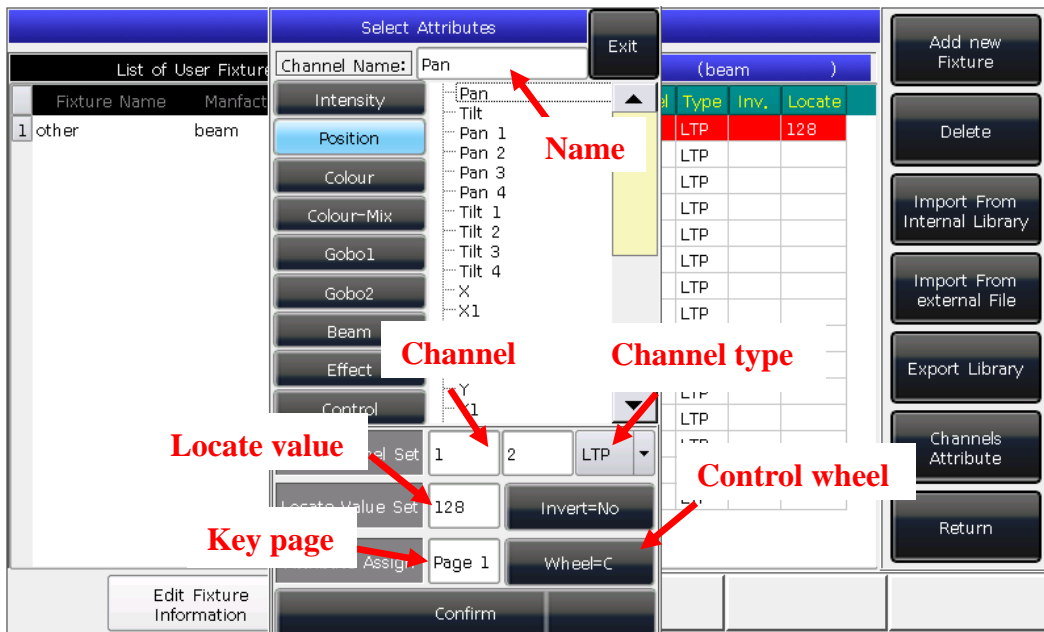 Select Attributes
Exit
Channel Name: Pan
List of User Fixture
(beam )
Fixture Name Manfact
Type Inv. Locate
1 other beam
LTP 128
LTP
LTP
LTP
LTP
LTP
LTP
LTP
LTP
Intensity
Position
Colour
Colour-Mix
Gobo1
Gobo2
Beam
Effect
Control
Pan
Tilt
Pan 1
Pan 2
Pan 3
Pan 4
Tilt 1
Tilt 2
Tilt 3
Tilt 4
X
X1
Y
Name
Channel
Channel type
Locate value
Control wheel
Key page
Set 1 2 LTP
Locate Value Set 128 Invert=No
Assign Page 1 Wheel=C
Confirm
Edit Fixture
Information
Add new
Fixture
Delete
Import From
Internal Library
Import From
external File
Export Library
Channels
Attribute
Return